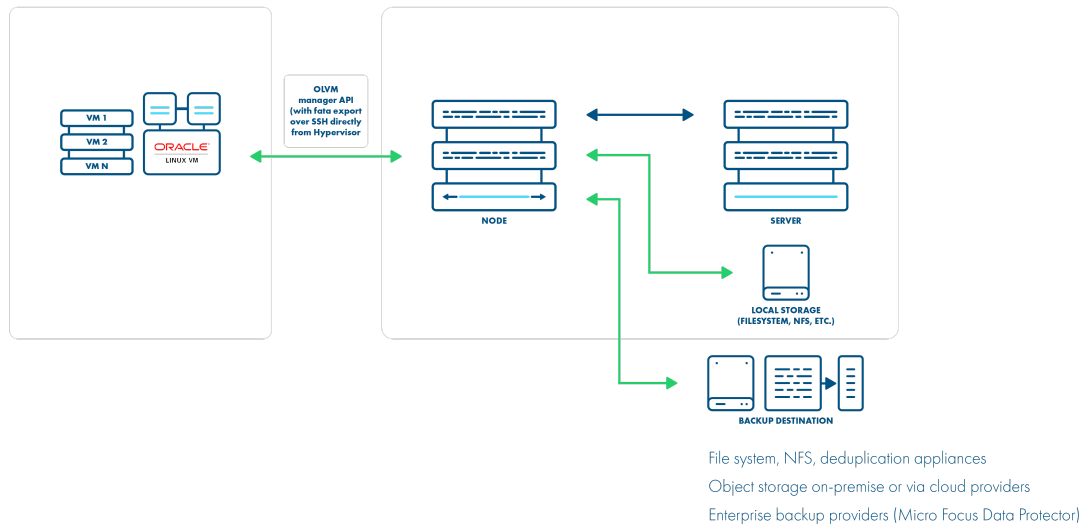 VM 1
VM 2
VM N
ORACLE
LINUX VM
OLVM
manager API
(with fata export
over SSH directly
from Hypervisor
NODE
SERVER
LOCAL STORAGE
(FILESYSTEM, NFS, ETC.)
BACKUP DESTINATION
File system, NFS, deduplication appliances
Object storage on-premise or via cloud providers
Enterprise backup providers (Micro Focus Data Protector)